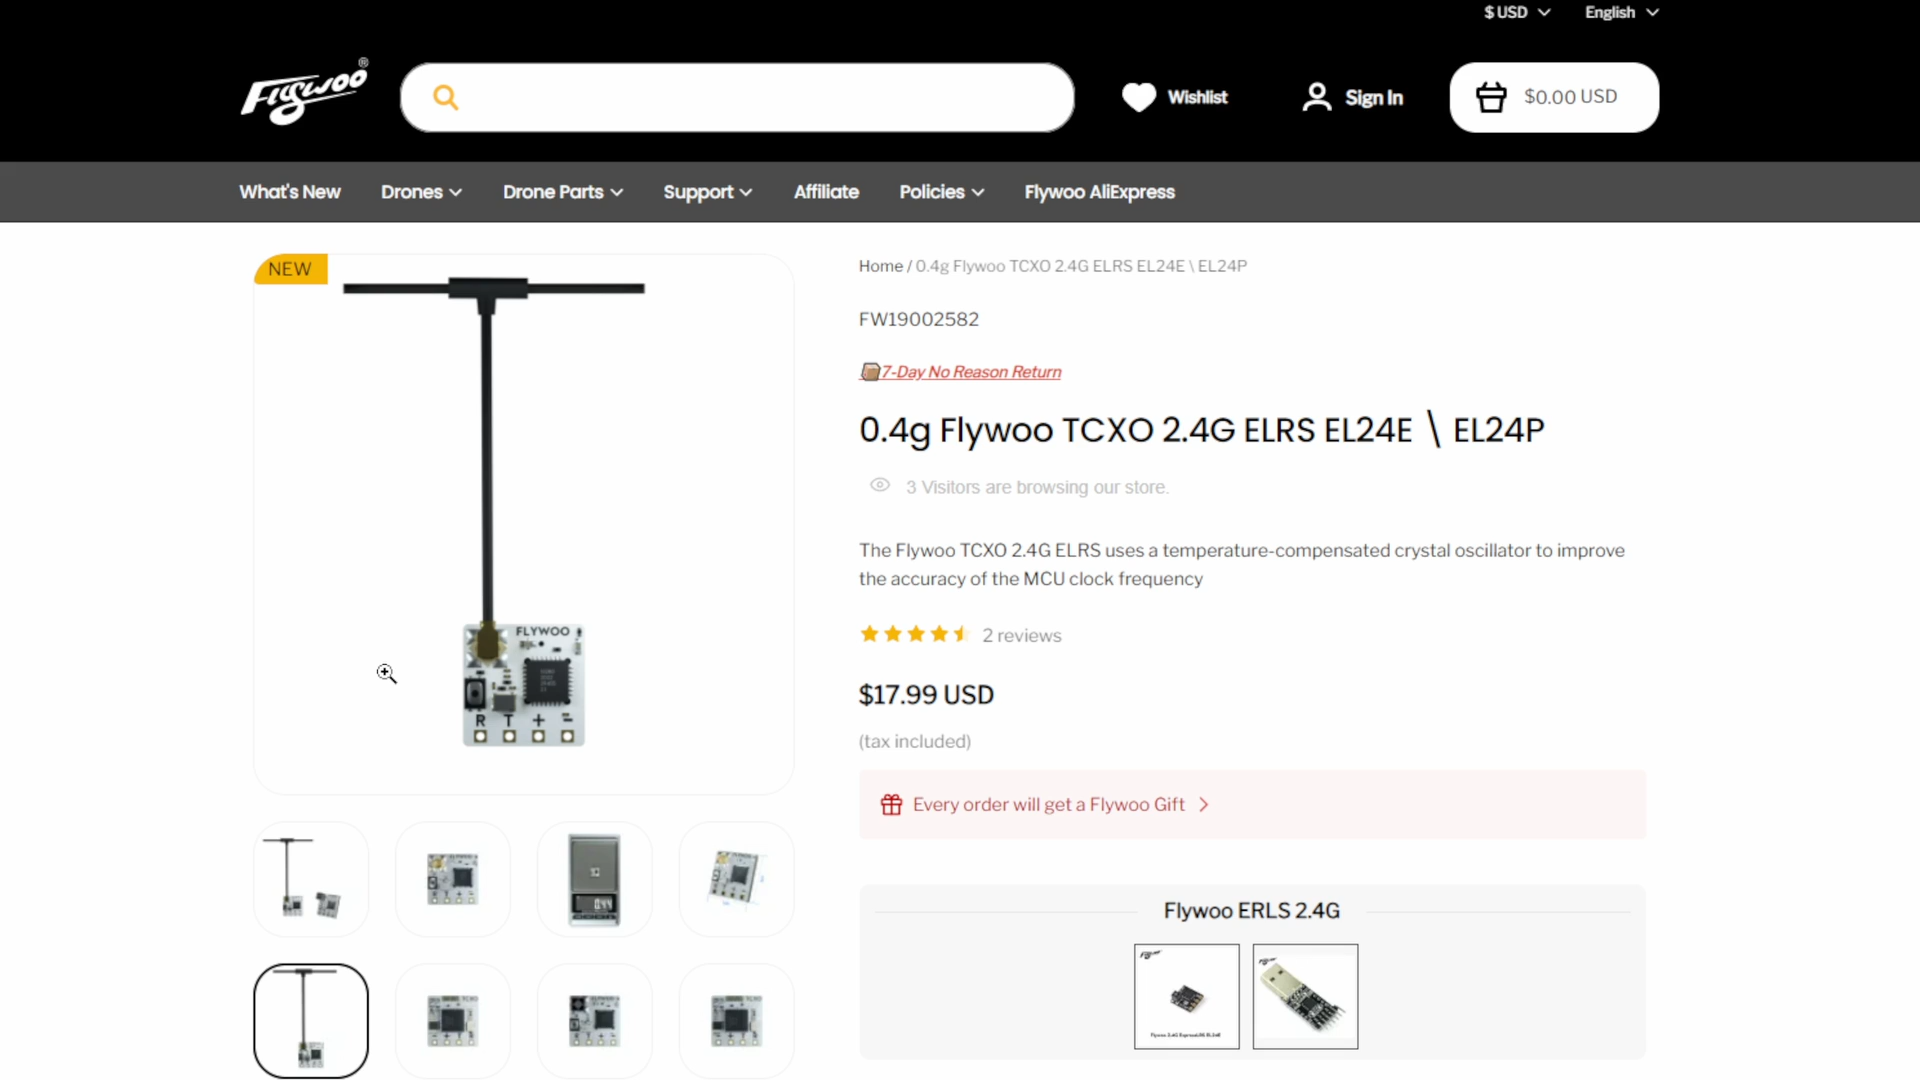 $ USD
English
Flywoo®
Wishlist
Sign In
$0.00 USD
What's New
Drones
Drone Parts
Support
Affiliate
Policies
Flywoo AliExpress
NEW
FLYWOO
R T + -
Home / 0.4g Flywoo TCXO 2.4G ELRS EL24E \ EL24P
FW19002582
7-Day No Reason Return
0.4g Flywoo TCXO 2.4G ELRS EL24E \ EL24P
3 Visitors are browsing our store.
The Flywoo TCXO 2.4G ELRS uses a temperature-compensated crystal oscillator to improve
the accuracy of the MCU clock frequency
2 reviews
$17.99 USD
(tax included)
Every order will get a Flywoo Gift
Flywoo ERLS 2.4G